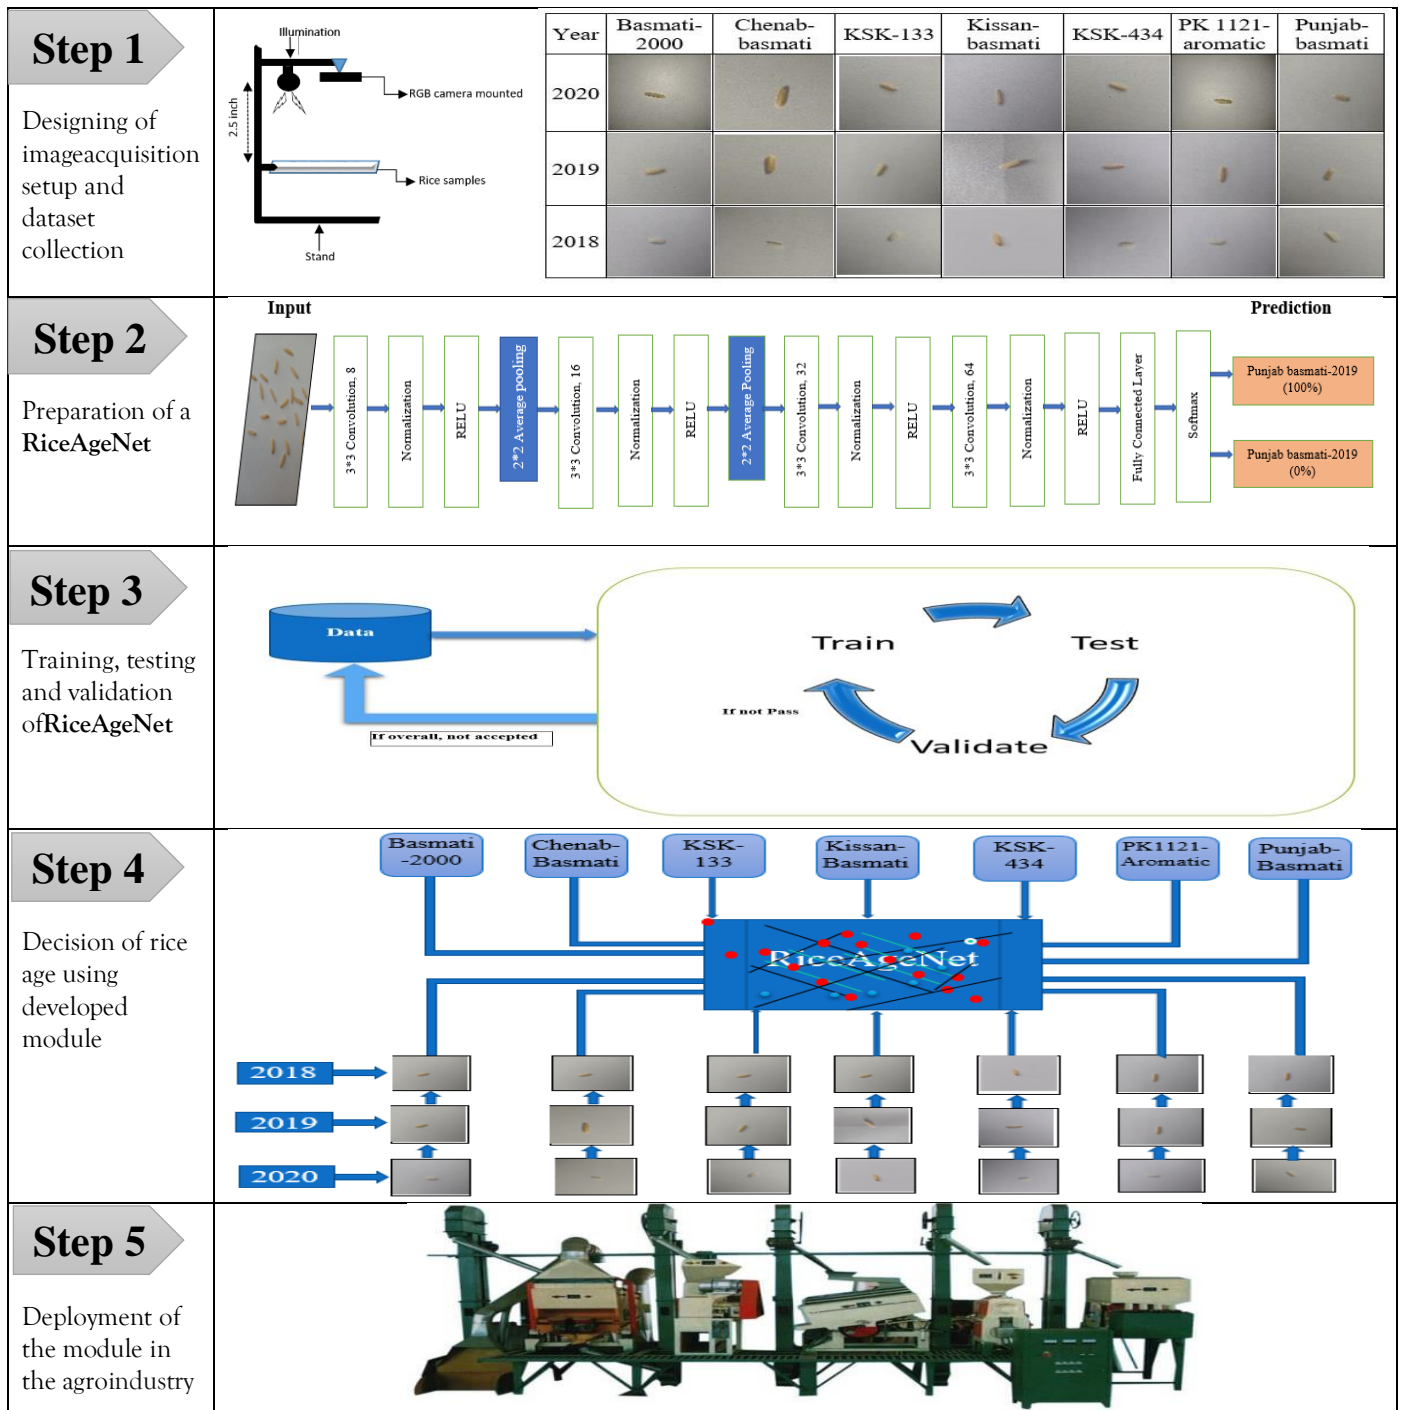 Step 1
Designing of
imageacquisition
setup and
dataset
collection
Illumination
2.5 inch
RGB camera mounted
Rice samples
Stand
Year
Basmati-
2000
Chenab-
basmati
KSK-133
Kissan-
basmati
KSK-434
PK 1121-
aromatic
Punjab-
basmati
2020
2019
2018
Step 2
Preparation of a
RiceAgeNet
Input
3*3 Convolution, 8
Normalization
RELU
2*2 Average pooling
3*3 Convolution, 16
Normalization
RELU
2*2 Average Pooling
3*3 Convolution, 32
Normalization
RELU
3*3 Convolution, 64
Normalization
RELU
Fully Connected Layer
Softmax
Prediction
Punjab basmati-2019
(100%)
Punjab basmati-2019
(0%)
Step 3
Training, testing
and validation
ofRiceAgeNet
Data
If overall, not accepted
Train
Test
If not Pass
Validate
Step 4
Decision of rice
age using
developed
module
Basmati
-2000
Chenab-
Basmati
KSK-
133
Kissan-
Basmati
KSK-
434
PK1121-
Aromatic
Punjab-
Basmati
RiceAgeNet
2018
2019
2020
Step 5
Deployment of
the module in
the agroindustry